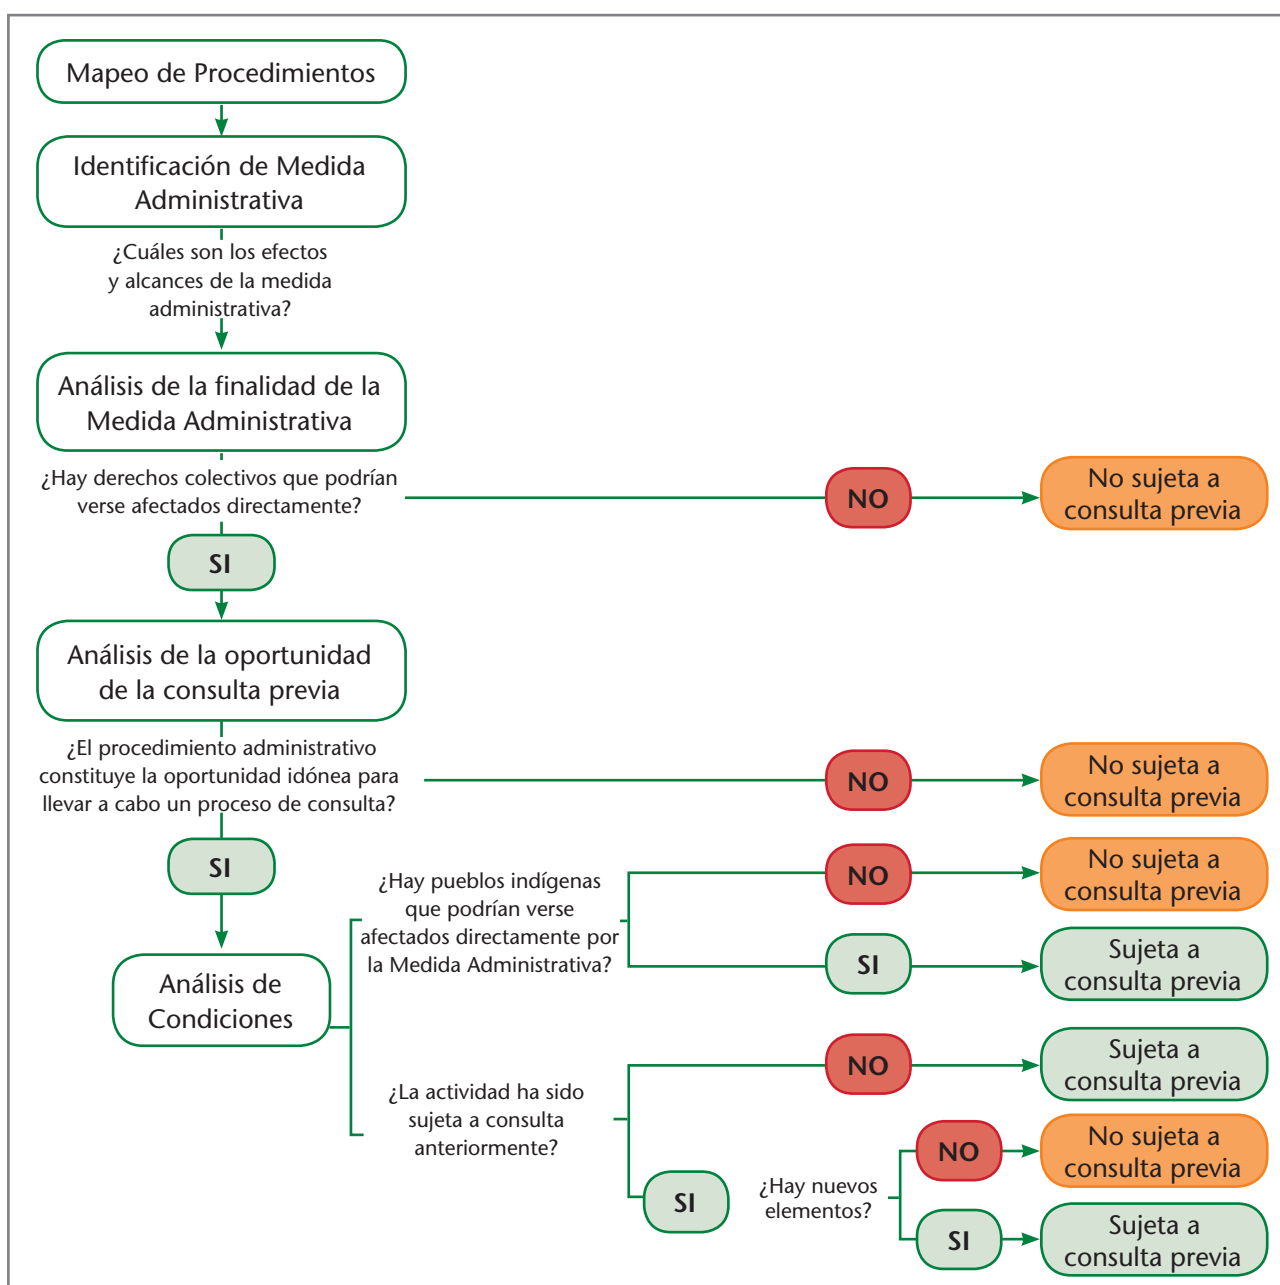 Mapeo de Procedimientos
Identificación de Medida
Administrativa
¿Cuáles son los efectos
y alcances de la medida
administrativa?
Análisis de la finalidad de la
Medida Administrativa
¿Hay derechos colectivos que podrían
verse afectados directamente?
NO
No sujeta a
consulta previa
SI
Análisis de la oportunidad
de la consulta previa
¿El procedimiento administrativo
constituye la oportunidad idónea para
llevar a cabo un proceso de consulta?
NO
No sujeta a
consulta previa
SI
Análisis de
Condiciones
¿Hay pueblos indígenas
que podrían verse
afectados directamente por
la Medida Administrativa?
NO
No sujeta a
consulta previa
SI
Sujeta a
consulta previa
¿La actividad ha sido
sujeta a consulta
anteriormente?
NO
Sujeta a
consulta previa
SI
¿Hay nuevos
elementos?
NO
No sujeta a
consulta previa
SI
Sujeta a
consulta previa